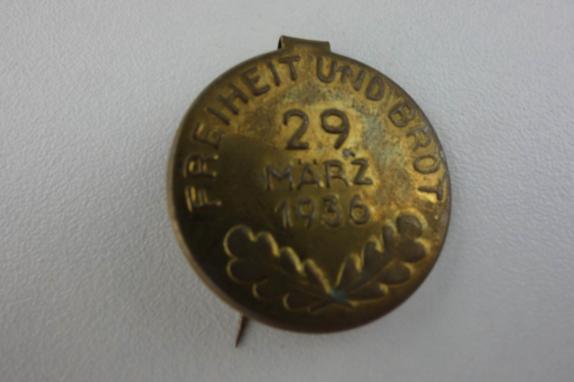 FREIHEIT UND BROT
29
MÄRZ
1936